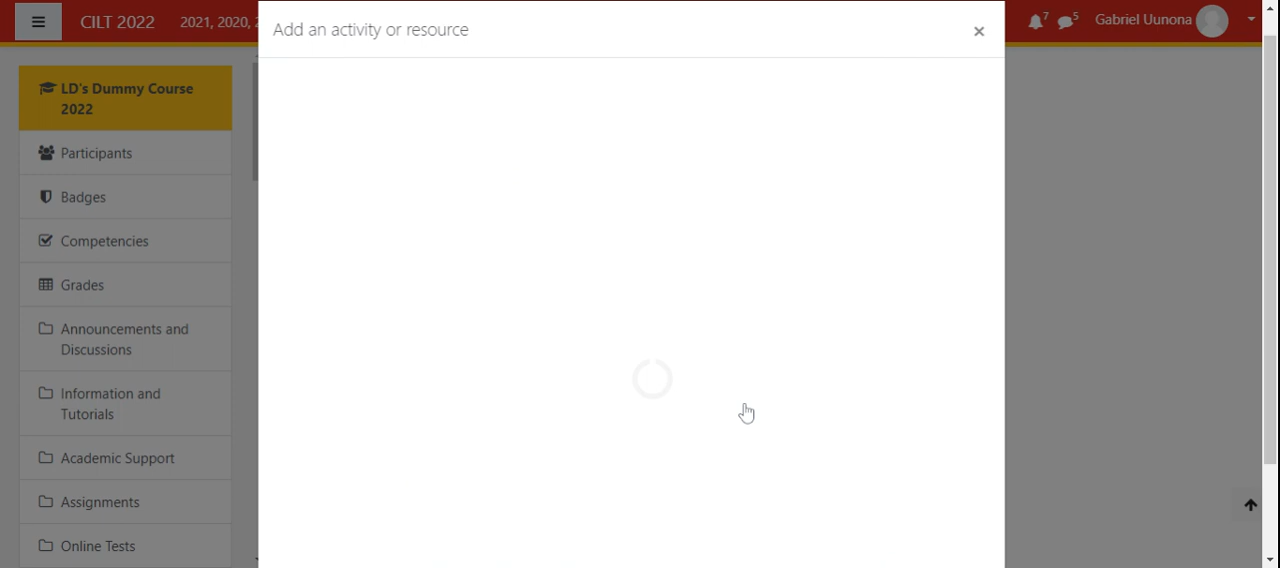 CILT 2022
2021, 2020, 2
Add an activity or resource
×
7
5
Gabriel Uunona
LD's Dummy Course
2022
Participants
Badges
Competencies
Grades
Announcements and
Discussions
Information and
Tutorials
Academic Support
Assignments
Online Tests